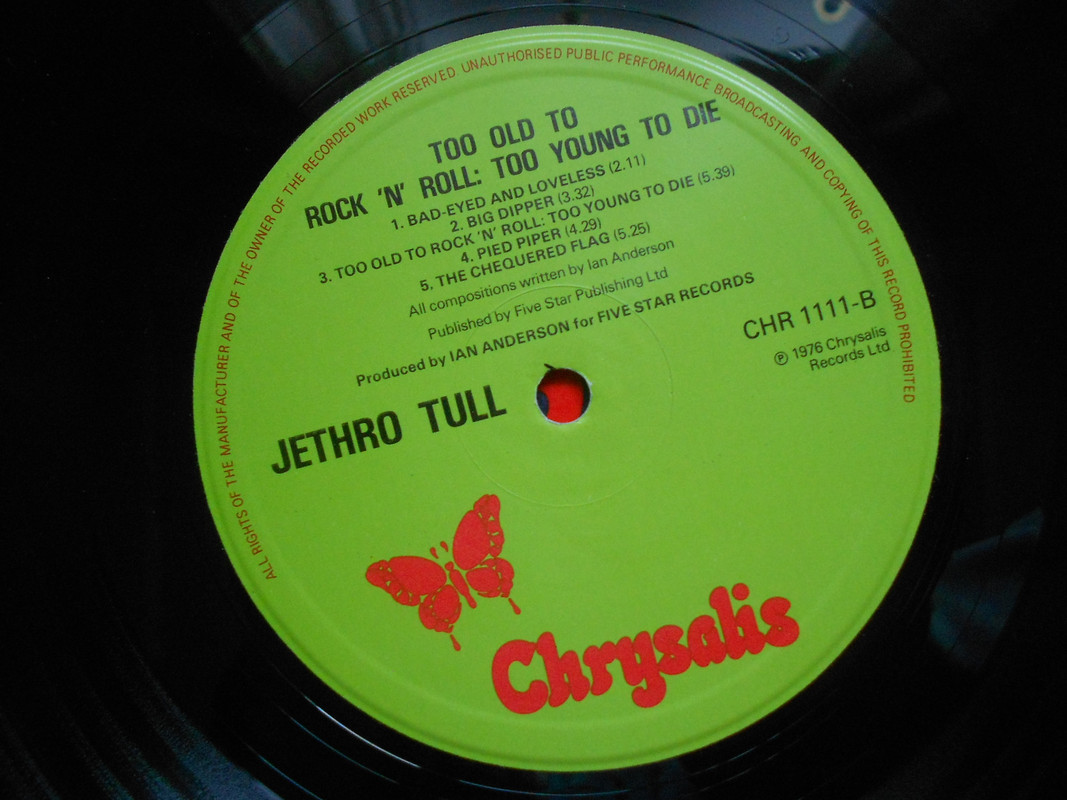 ALL RIGHTS OF THE MANUFACTURER AND OF THE OWNER OF THE RECORDED WORK RESERVED UNAUTHORISED PUBLIC PERFORMANCE BROADCASTING AND COPYING OF THIS RECORD PROHIBITED
TOO OLD TO
ROCK 'N' ROLL: TOO YOUNG TO DIE
1. BAD-EYED AND LOVELESS (2.11)
2. BIG DIPPER (3.32)
3. TOO OLD TO ROCK 'N' ROLL: TOO YOUNG TO DIE (5.39)
4. PIED PIPER (4.29)
5. THE CHEQUERED FLAG (5.25)
All compositions written by Ian Anderson
Published by Five Star Publishing Ltd
Produced by IAN ANDERSON for FIVE STAR RECORDS
CHR 1111-B
℗ 1976 Chrysalis
Records Ltd
JETHRO TULL
Chrysalis